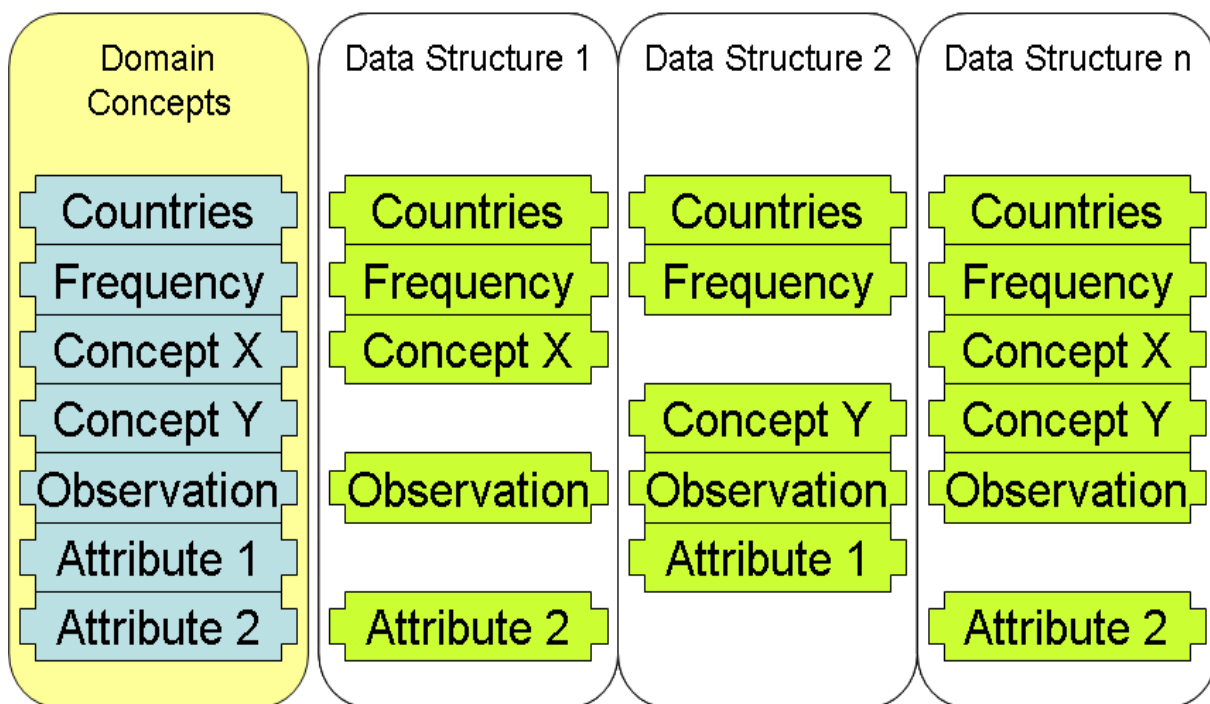 Domain
Concepts
Countries
Frequency
Concept X
Concept Y
Observation
Attribute 1
Attribute 2
Data Structure 1
Countries
Frequency
Concept X
Observation
Attribute 2
Data Structure 2
Countries
Frequency
Concept Y
Observation
Attribute 1
Data Structure n
Countries
Frequency
Concept X
Concept Y
Observation
Attribute 2